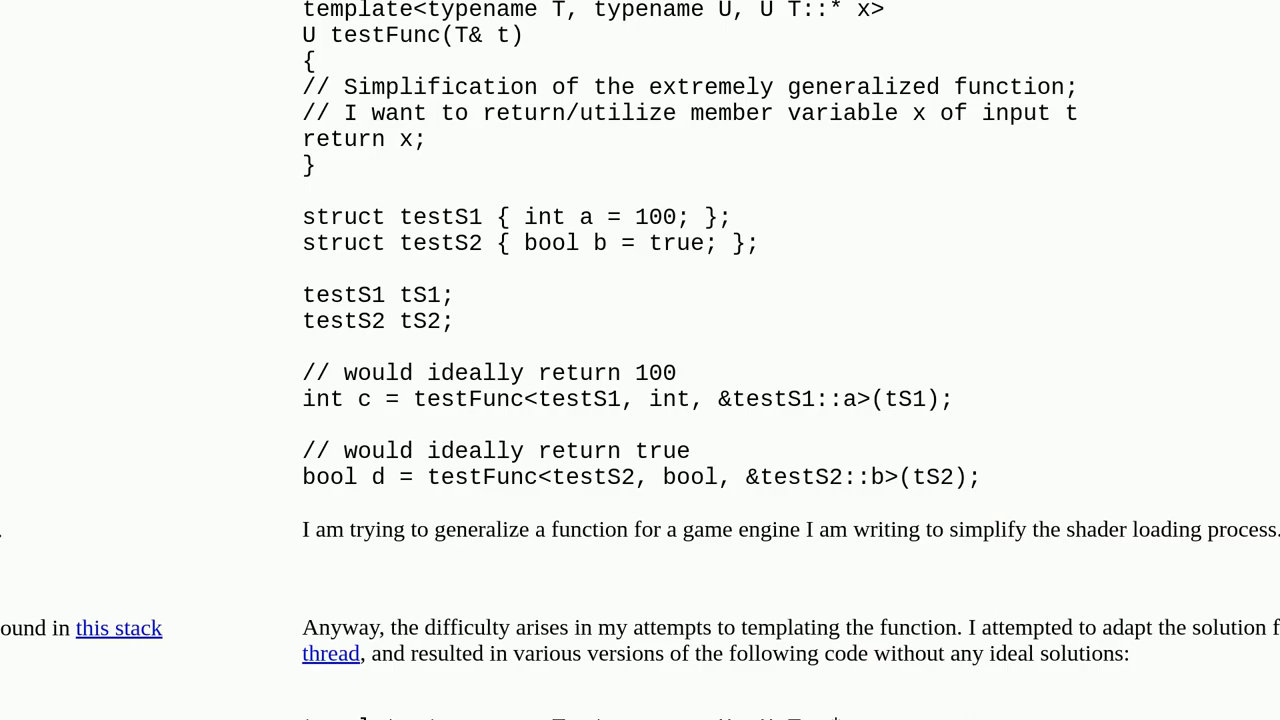 template<typename T, typename U, U T::* x>
U testFunc(T& t)
{
// Simplification of the extremely generalized function;
// I want to return/utilize member variable x of input t
return x;
}
struct testS1 { int a = 100; };
struct testS2 { bool b = true; };
testS1 tS1;
testS2 tS2;
// would ideally return 100
int c = testFunc<testS1, int, &testS1::a>(tS1);
// would ideally return true
bool d = testFunc<testS2, bool, &testS2::b>(tS2);
I am trying to generalize a function for a game engine I am writing to simplify the shader loading process.
ound in this stack
Anyway, the difficulty arises in my attempts to templating the function. I attempted to adapt the solution f
thread, and resulted in various versions of the following code without any ideal solutions: